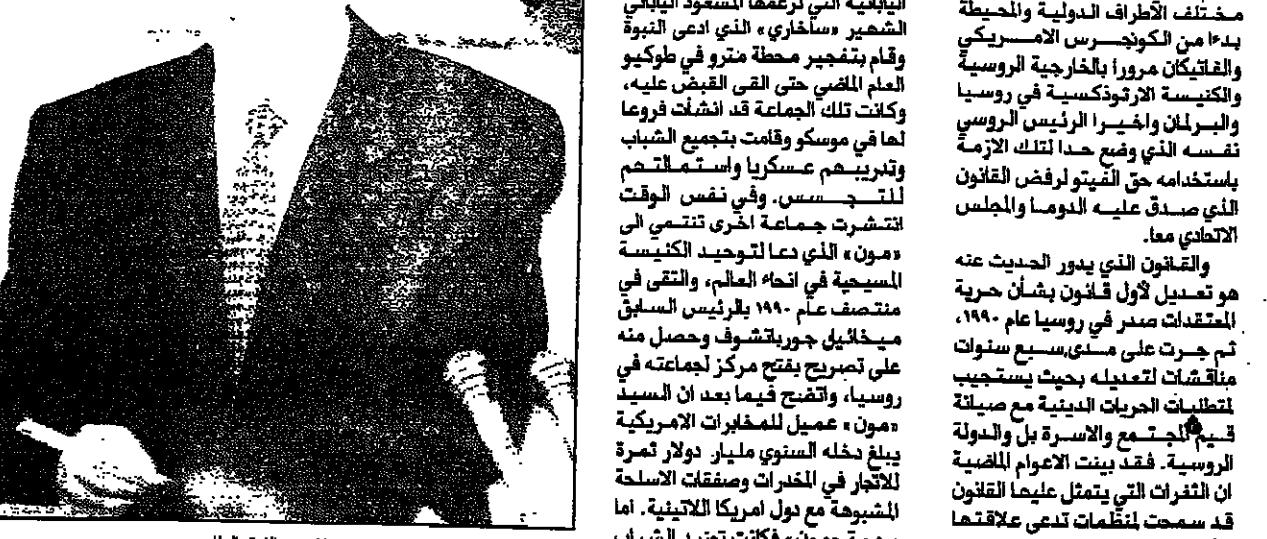 مختلف الأطراف الدولية والمحيطة
بدءا من الكونجرس الامريكي
والفاتيكان مرورا بالخارجية الروسية
والكنيسة الارثوذكسية في روسيا
والبرلمان واخيرا الرئيس الروسي
نفسه الذي وضع حدا لتلك الازمة
باستخدامه حق الفيتو لرفض القانون
الذي صدق عليه الدوما والمجلس
الاتحادي معا.
والقانون الذي يدور الحديث عنه
هو تعديل لأول قانون بشأن حرية
المعتقدات صدر في روسيا عام ١٩٩٠،
ثم جرت على مدى سبع سنوات
مناقشات لتعديله بحيث يستجيب
لمتطلبات الحريات الدينية مع صيانة
قيم المجتمع والاسرة بل والدولة
الروسية. فقد بينت الاعوام الماضية
ان الثغرات التي يتمثل عليها القانون
قد سمحت لمنظمات تدعى علاقتها
اليابانية التي تزعمها المشعوذ الياباني
الشهير «ساخاري» الذي ادعى النبوة
وقام بتفجير محطة مترو في طوكيو
العام الماضي حتى القى القبض عليه،
وكانت تلك الجماعة قد انشأت فروعا
لها في موسكو وقامت بتجميع الشباب
وتدريبهم عسكريا واستمالتهم
للتجسس. وفي نفس الوقت
انتشرت جماعة اخرى تنتمي الى
«مون» الذي دعا لتوحيد الكنيسة
المسيحية في انحاء العالم، والتقى في
منتصف عام ١٩٩٠ بالرئيس السابق
ميخائيل جورباتشوف وحصل منه
على تصريح بفتح مركز لجماعته في
روسيا، واتضح فيما بعد ان السيد
«مون» عميل للمخابرات الامريكية
يبلغ دخله السنوي مليار دولار ثمرة
للاتجار في المخدرات وصفقات الاسلحة
المشبوهة مع دول امريكا اللاتينية. اما